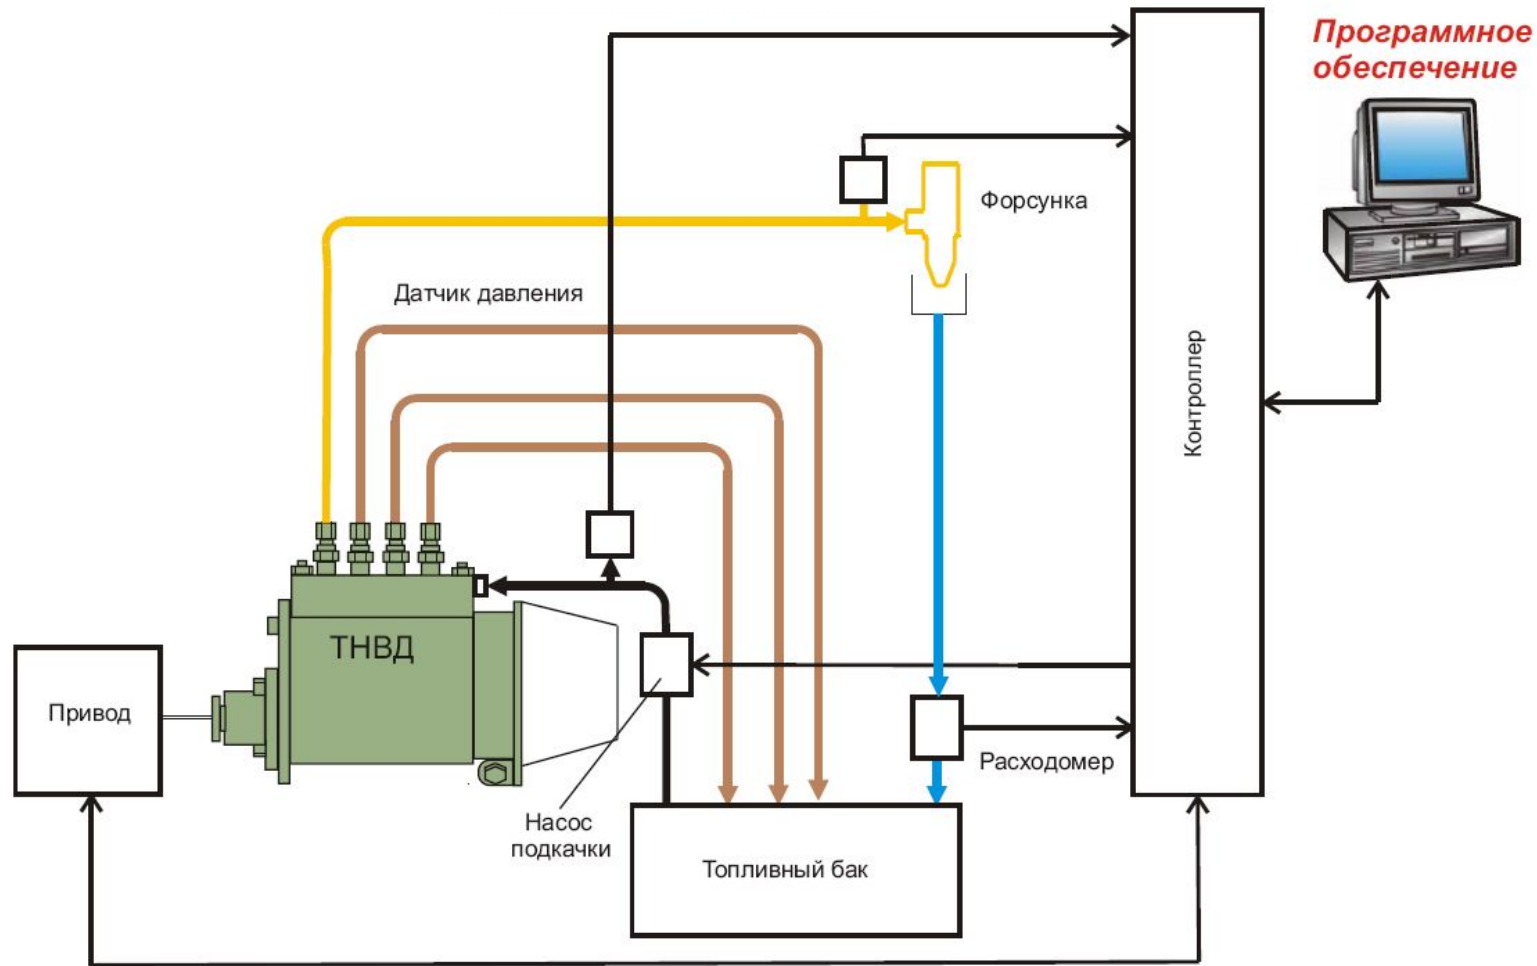 Программное
обеспечение
Форсунка
Датчик давления
Контроллер
ТНВД
Привод
Расходомер
Насос
подкачки
Топливный бак